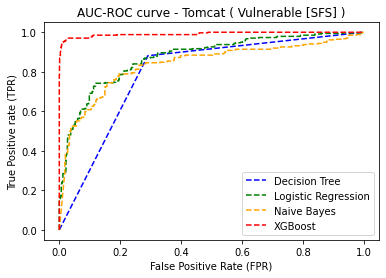 AUC-ROC curve - Tomcat ( Vulnerable [SFS] )
True Positive rate (TPR)
1.0
0.8
0.6
0.4
0.2
0.0
Decision Tree
Logistic Regression
Naive Bayes
XGBoost
0.0 0.2 0.4 0.6 0.8 1.0
False Positive Rate (FPR)